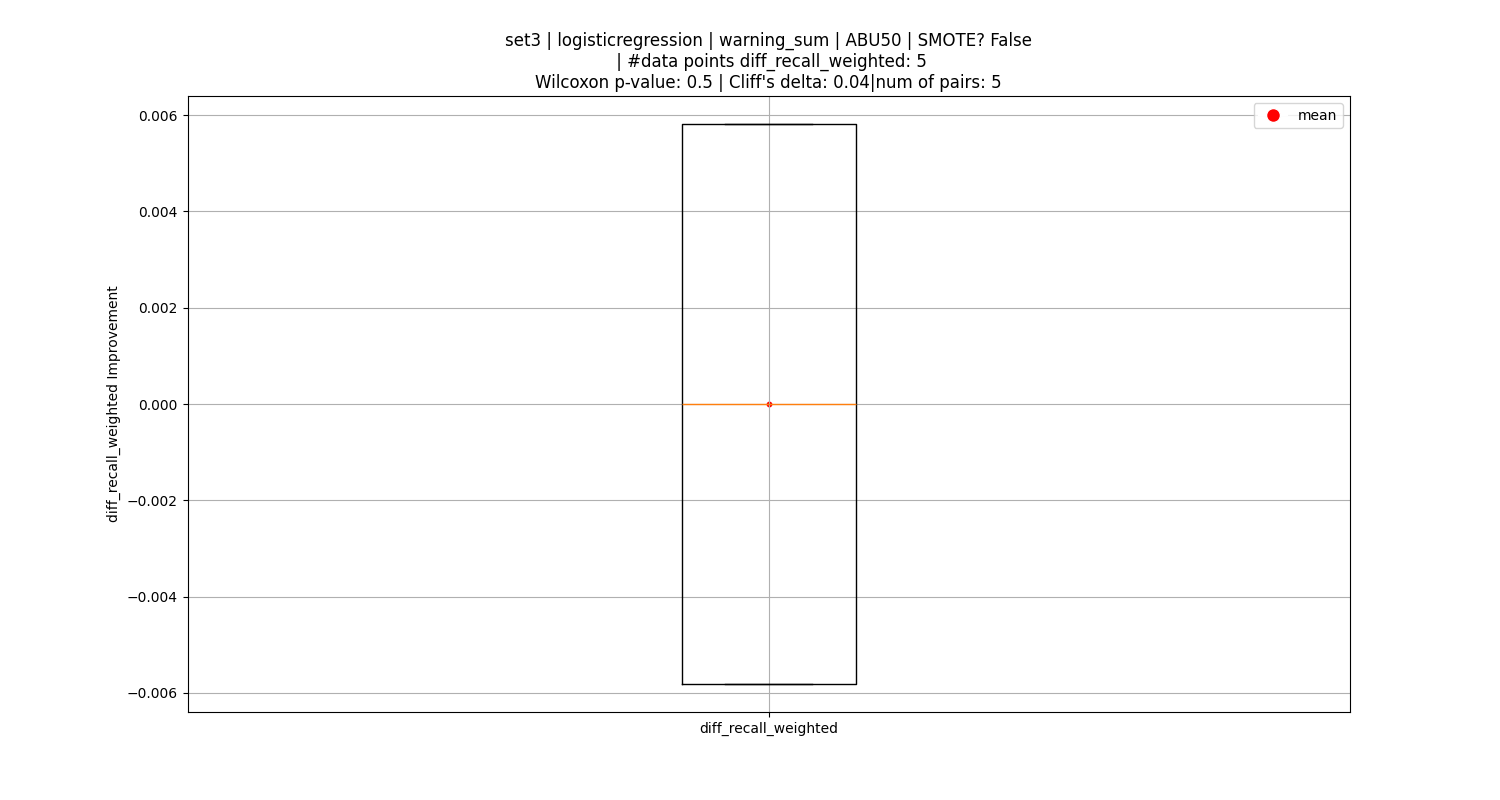 set3 | logisticregression | warning_sum | ABU50 | SMOTE? False
| #data points diff_recall_weighted: 5
Wilcoxon p-value: 0.5 | Cliff's delta: 0.04|num of pairs: 5
mean
0.006
0.004
0.002
0.000
−0.002
−0.004
−0.006
diff_recall_weighted Improvement
diff_recall_weighted